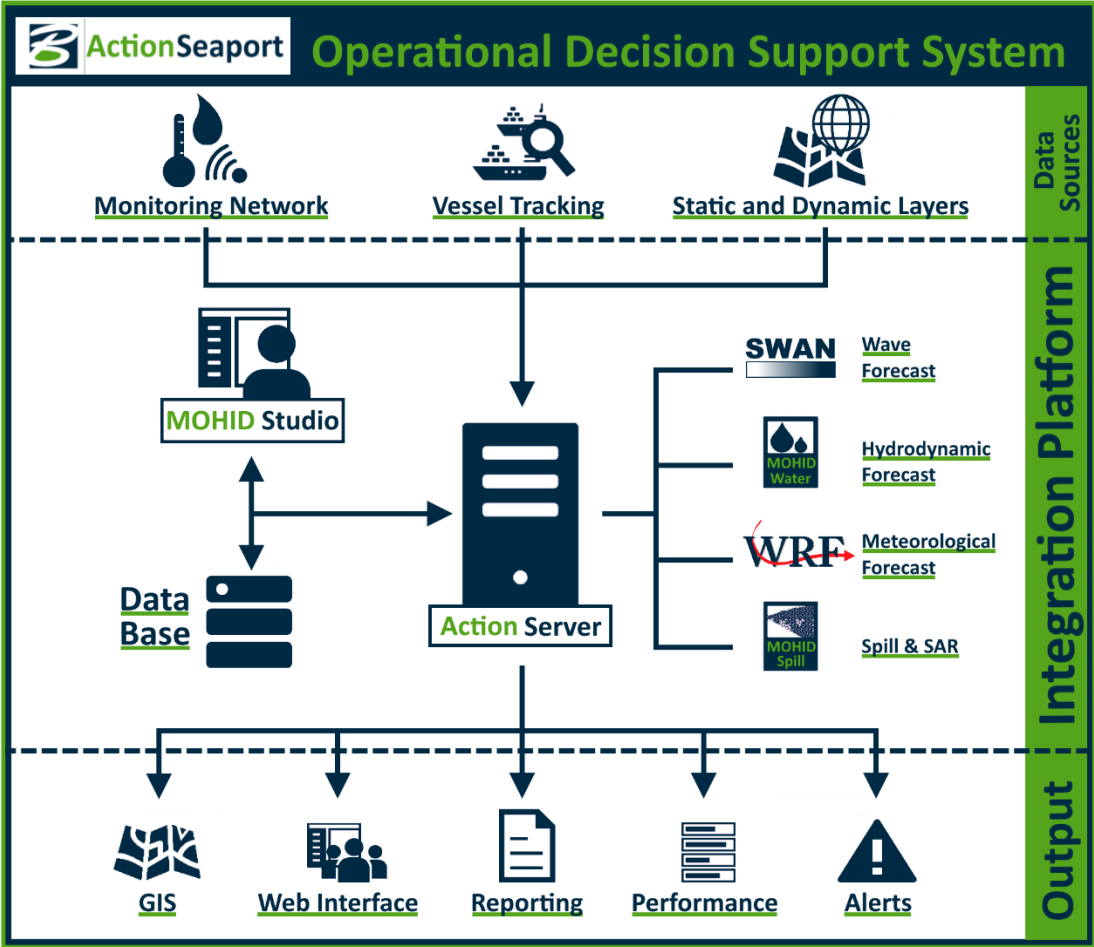 ActionSeaport
Operational Decision Support System
Data
Sources
Monitoring Network
Vessel Tracking
Static and Dynamic Layers
Integration Platform
MOHID Studio
Data
Base
Action Server
SWAN
Wave
Forecast
MOHID
Water
Hydrodynamic
Forecast
WRF
Meteorological
Forecast
MOHID
Spill
Spill & SAR
Output
GIS
Web Interface
Reporting
Performance
Alerts